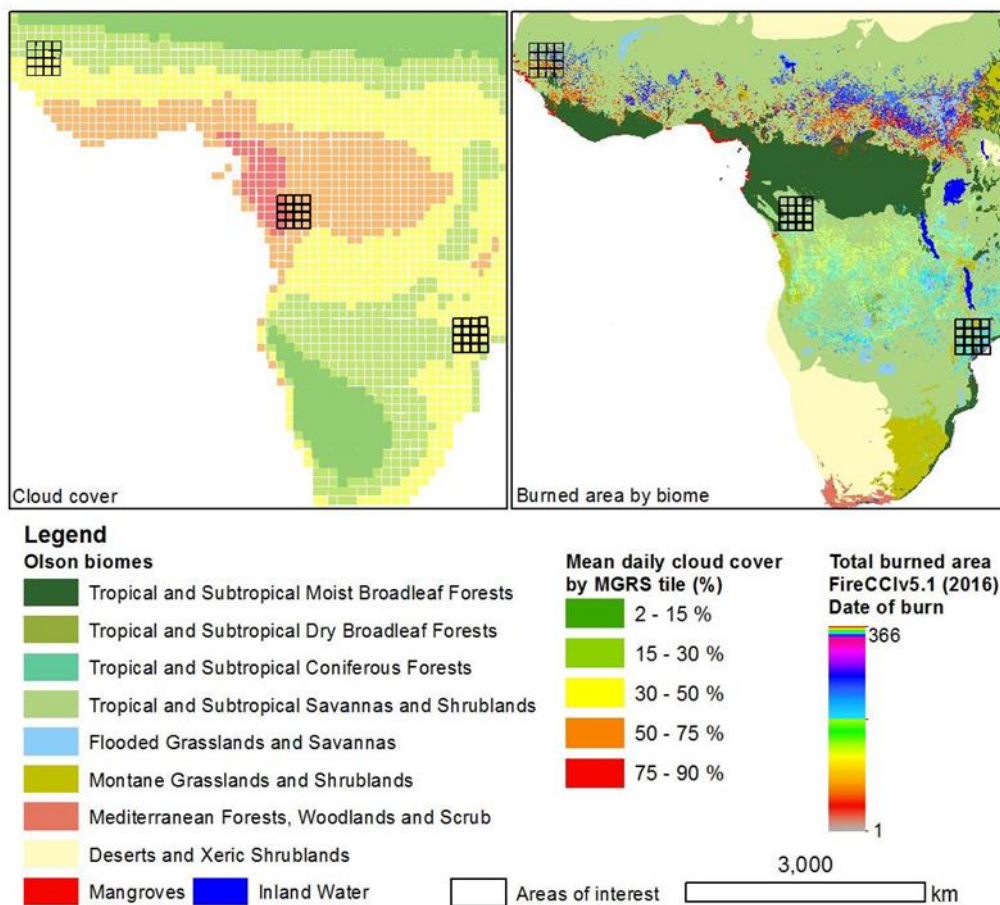 Cloud cover
Burned area by biome
Legend
Olson biomes
Tropical and Subtropical Moist Broadleaf Forests
Tropical and Subtropical Dry Broadleaf Forests
Tropical and Subtropical Coniferous Forests
Tropical and Subtropical Savannas and Shrublands
Flooded Grasslands and Savannas
Montane Grasslands and Shrublands
Mediterranean Forests, Woodlands and Scrub
Deserts and Xeric Shrublands
Mangroves
Inland Water
Areas of interest
Mean daily cloud cover
by MGRS tile (%)
2 - 15 %
15 - 30 %
30 - 50 %
50 - 75 %
75 - 90 %
Total burned area
FireCCIv5.1 (2016)
Date of burn
366
1
3,000
km